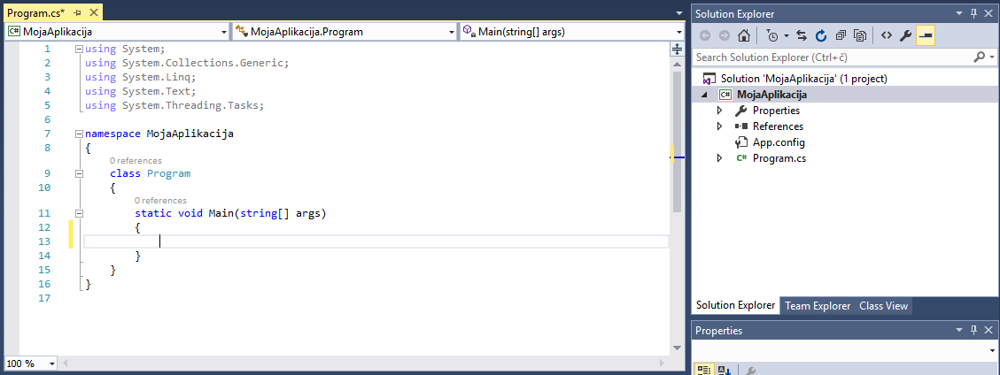 Program.cs*
MojaAplikacija
MojaAplikacija.Program
Main(string[] args)
1 using System;
2 using System.Collections.Generic;
3 using System.Linq;
4 using System.Text;
5 using System.Threading.Tasks;
6
7 namespace MojaAplikacija
8 {
0 references
9 class Program
10 {
0 references
11 static void Main(string[] args)
12 {
13
14 }
15 }
16 }
17
100 %
Solution Explorer
Search Solution Explorer (Ctrl+č)
Solution 'MojaAplikacija' (1 project)
C# MojaAplikacija
Properties
References
App.config
C# Program.cs
Solution Explorer Team Explorer Class View
Properties